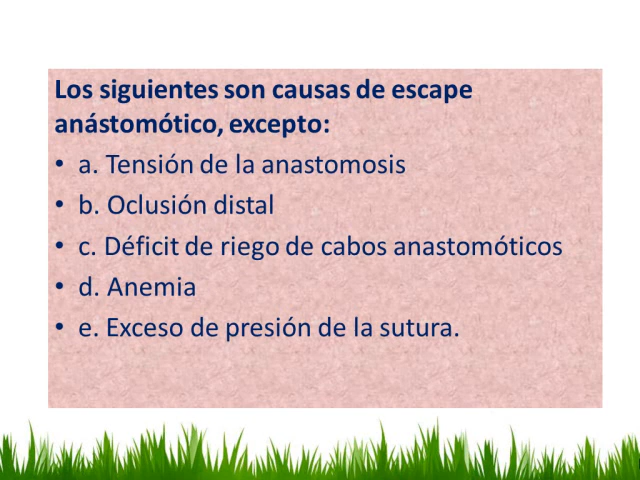 Los siguientes son causas de escape
anástomótico, excepto:
• a. Tensión de la anastomosis
• b. Oclusión distal
• c. Déficit de riego de cabos anastomóticos
• d. Anemia
• e. Exceso de presión de la sutura.